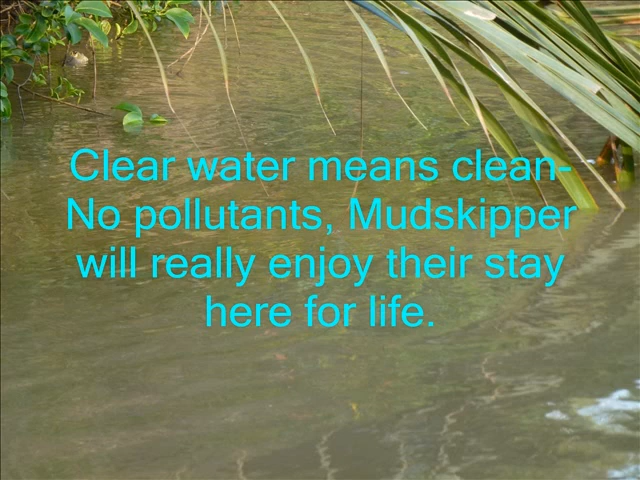 Clear water means clean-
No pollutants, Mudskipper
will really enjoy their stay
here for life.